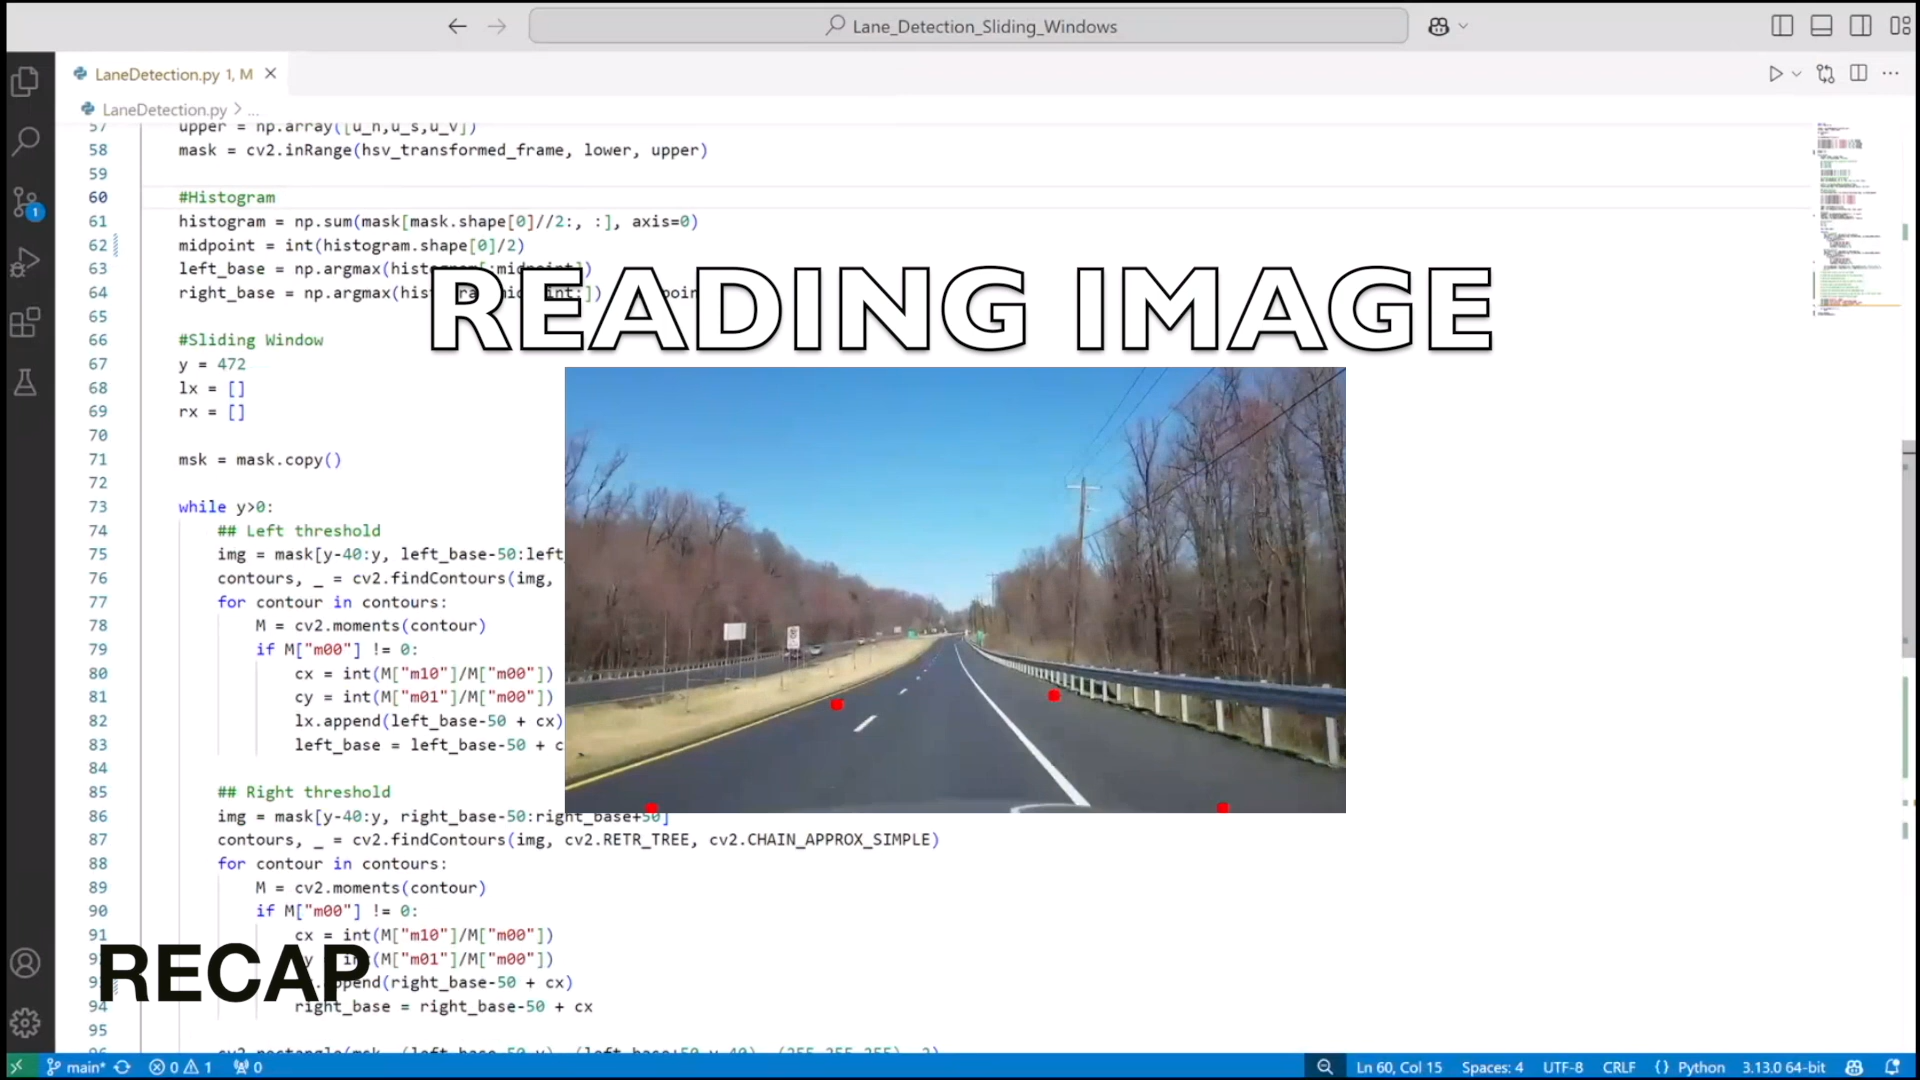 Lane_Detection_Sliding_Windows
LaneDetection.py 1, M
LaneDetection.py > ...
57 upper = np.array([u_h,u_s,u_v])
58 mask = cv2.inRange(hsv_transformed_frame, lower, upper)
59
60 #Histogram
61 histogram = np.sum(mask[mask.shape[0]//2:, :], axis=0)
62 midpoint = int(histogram.shape[0]/2)
63 left_base = np.argmax(histogram[:midpoint])
64 right_base = np.argmax(
READING IMAGE
65
66 #Sliding Window
67 y = 472
68 lx = []
69 rx = []
70
71 msk = mask.copy()
72
73 while y>0:
74 ## Left threshold
75 img = mask[y-40:y, left_base-50:left
76 contours, _ = cv2.findContours(img,
77 for contour in contours:
78 M = cv2.moments(contour)
79 if M["m00"] != 0:
80 cx = int(M["m10"]/M["m00"])
81 cy = int(M["m01"]/M["m00"])
82 lx.append(left_base-50 + cx)
83 left_base = left_base-50 + c
84
85 ## Right threshold
86 img = mask[y-40:y, right_base-50:right_base+50]
87 contours, _ = cv2.findContours(img, cv2.RETR_TREE, cv2.CHAIN_APPROX_SIMPLE)
88 for contour in contours:
89 M = cv2.moments(contour)
90 if M["m00"] != 0:
91 cx = int(M["m10"]/M["m00"])
(M["m01"]/M["m00"])
RECAP
(right_base-50 + cx)
94 right_base = right_base-50 + cx
95
main* 0 1 0 Ln 60, Col 15 Spaces: 4 UTF-8 CRLF {} Python 3.13.0 64-bit